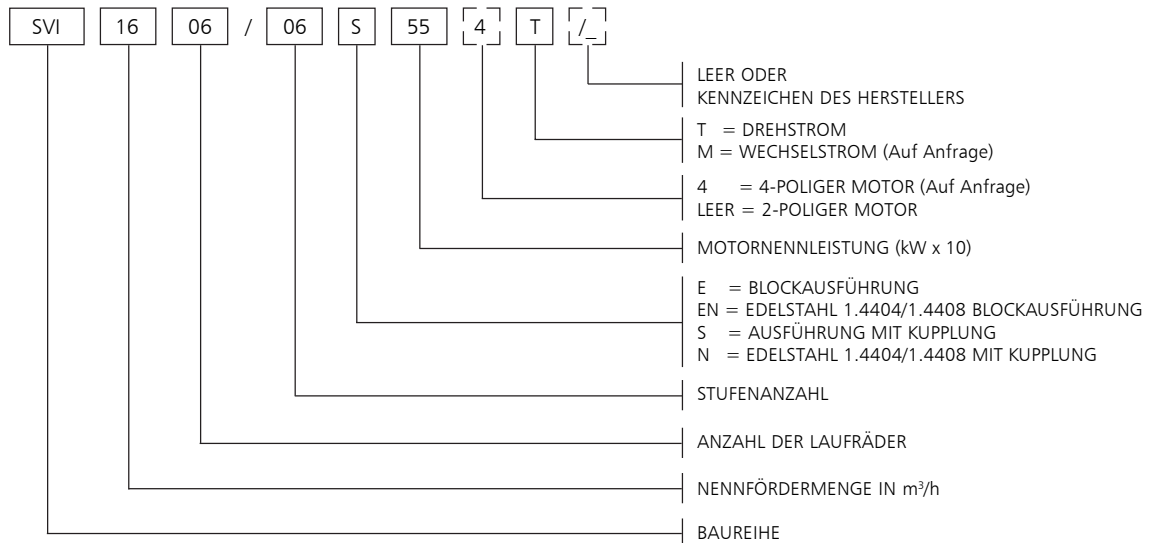 SVI 16 06 / 06 S 55 4 T /_
LEER ODER
KENNZEICHEN DES HERSTELLERS
T = DREHSTROM
M = WECHSELSTROM (Auf Anfrage)
4 = 4-POLIGER MOTOR (Auf Anfrage)
LEER = 2-POLIGER MOTOR
MOTORNENNLEISTUNG (kW x 10)
E = BLOCKAUSFÜHRUNG
EN = EDELSTAHL 1.4404/1.4408 BLOCKAUSFÜHRUNG
S = AUSFÜHRUNG MIT KUPPLUNG
N = EDELSTAHL 1.4404/1.4408 MIT KUPPLUNG
STUFENANZAHL
ANZAHL DER LAUFRÄDER
NENNFÖRDERMENGE IN m³/h
BAUREIHE